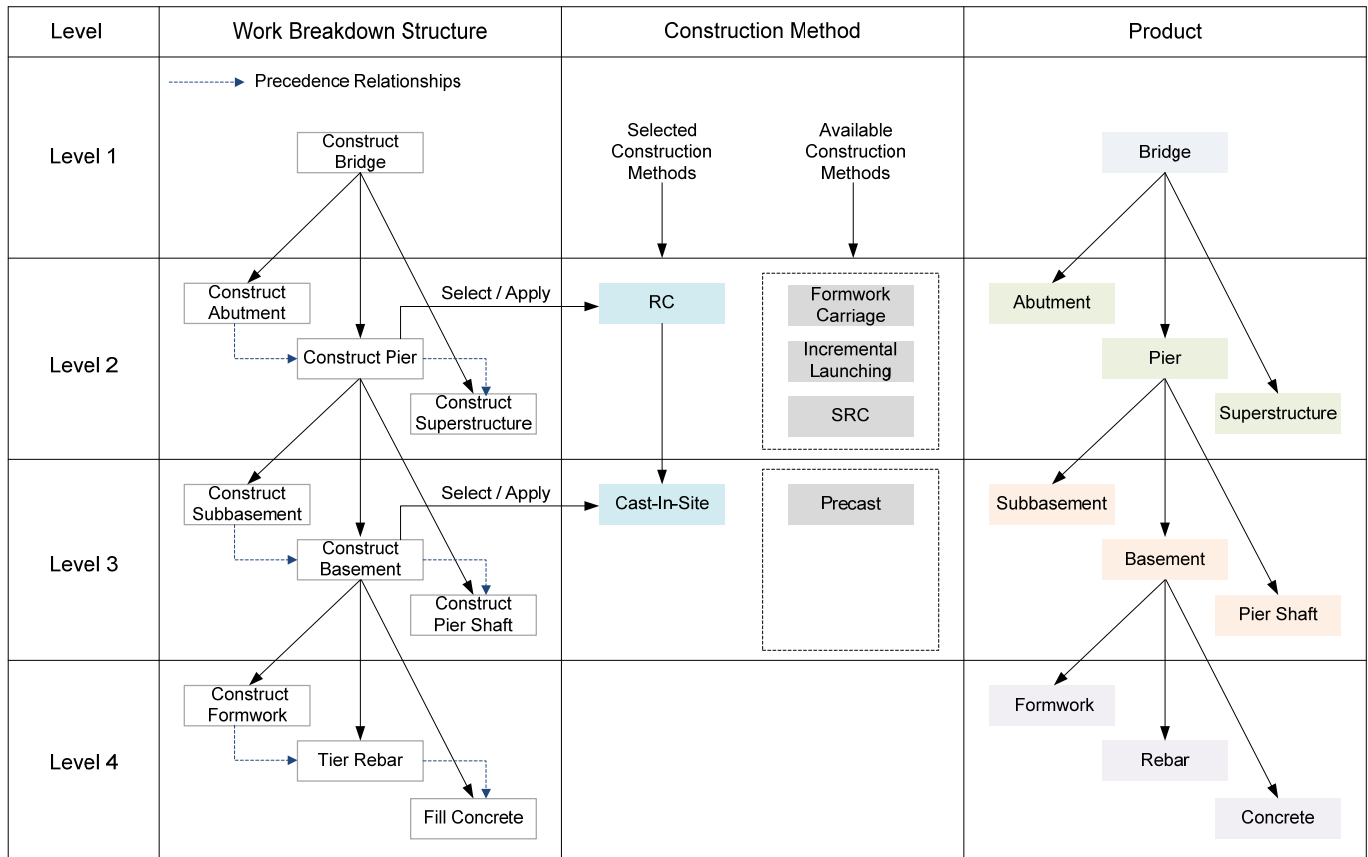 Level
Work Breakdown Structure
Construction Method
Product
Precedence Relationships
Level 1
Construct
Bridge
Selected
Construction
Methods
Available
Construction
Methods
Bridge
Level 2
Construct
Abutment
Construct Pier
Construct
Superstructure
Select / Apply
RC
Formwork
Carriage
Incremental
Launching
SRC
Abutment
Pier
Superstructure
Level 3
Construct
Subbasement
Construct
Basement
Construct
Pier Shaft
Select / Apply
Cast-In-Site
Precast
Subbasement
Basement
Pier Shaft
Level 4
Construct
Formwork
Tier Rebar
Fill Concrete
Formwork
Rebar
Concrete